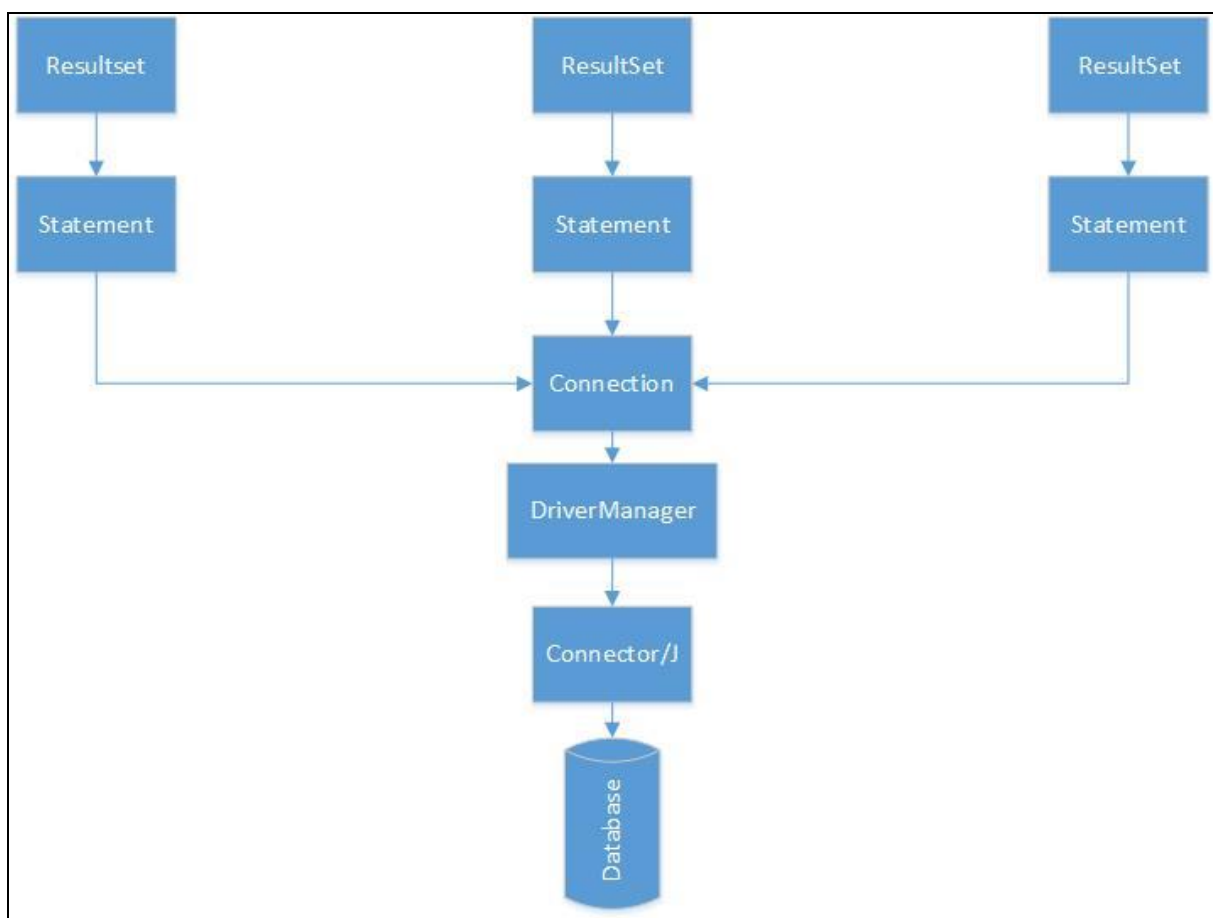 Resultset
ResultSet
ResultSet
Statement
Statement
Statement
Connection
DriverManager
Connector/J
Database